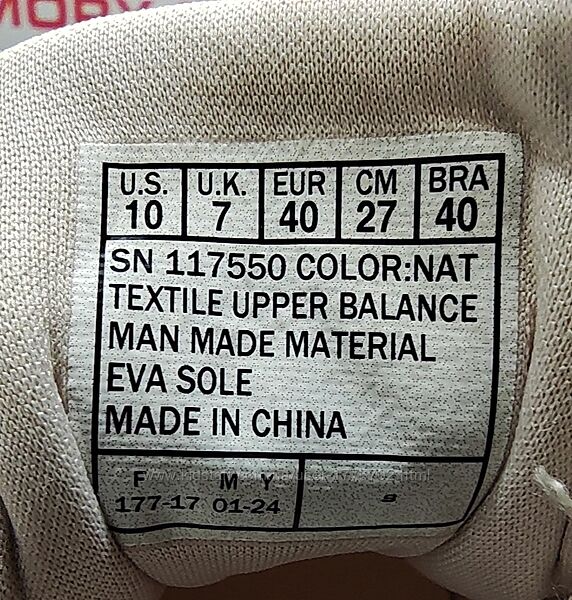 U.S. U.K. EUR CM BRA
10 7 40 27 40
SN 117550 COLOR:NAT
TEXTILE UPPER BALANCE
MAN MADE MATERIAL
EVA SOLE
MADE IN CHINA
F M Y
177-17 01-24